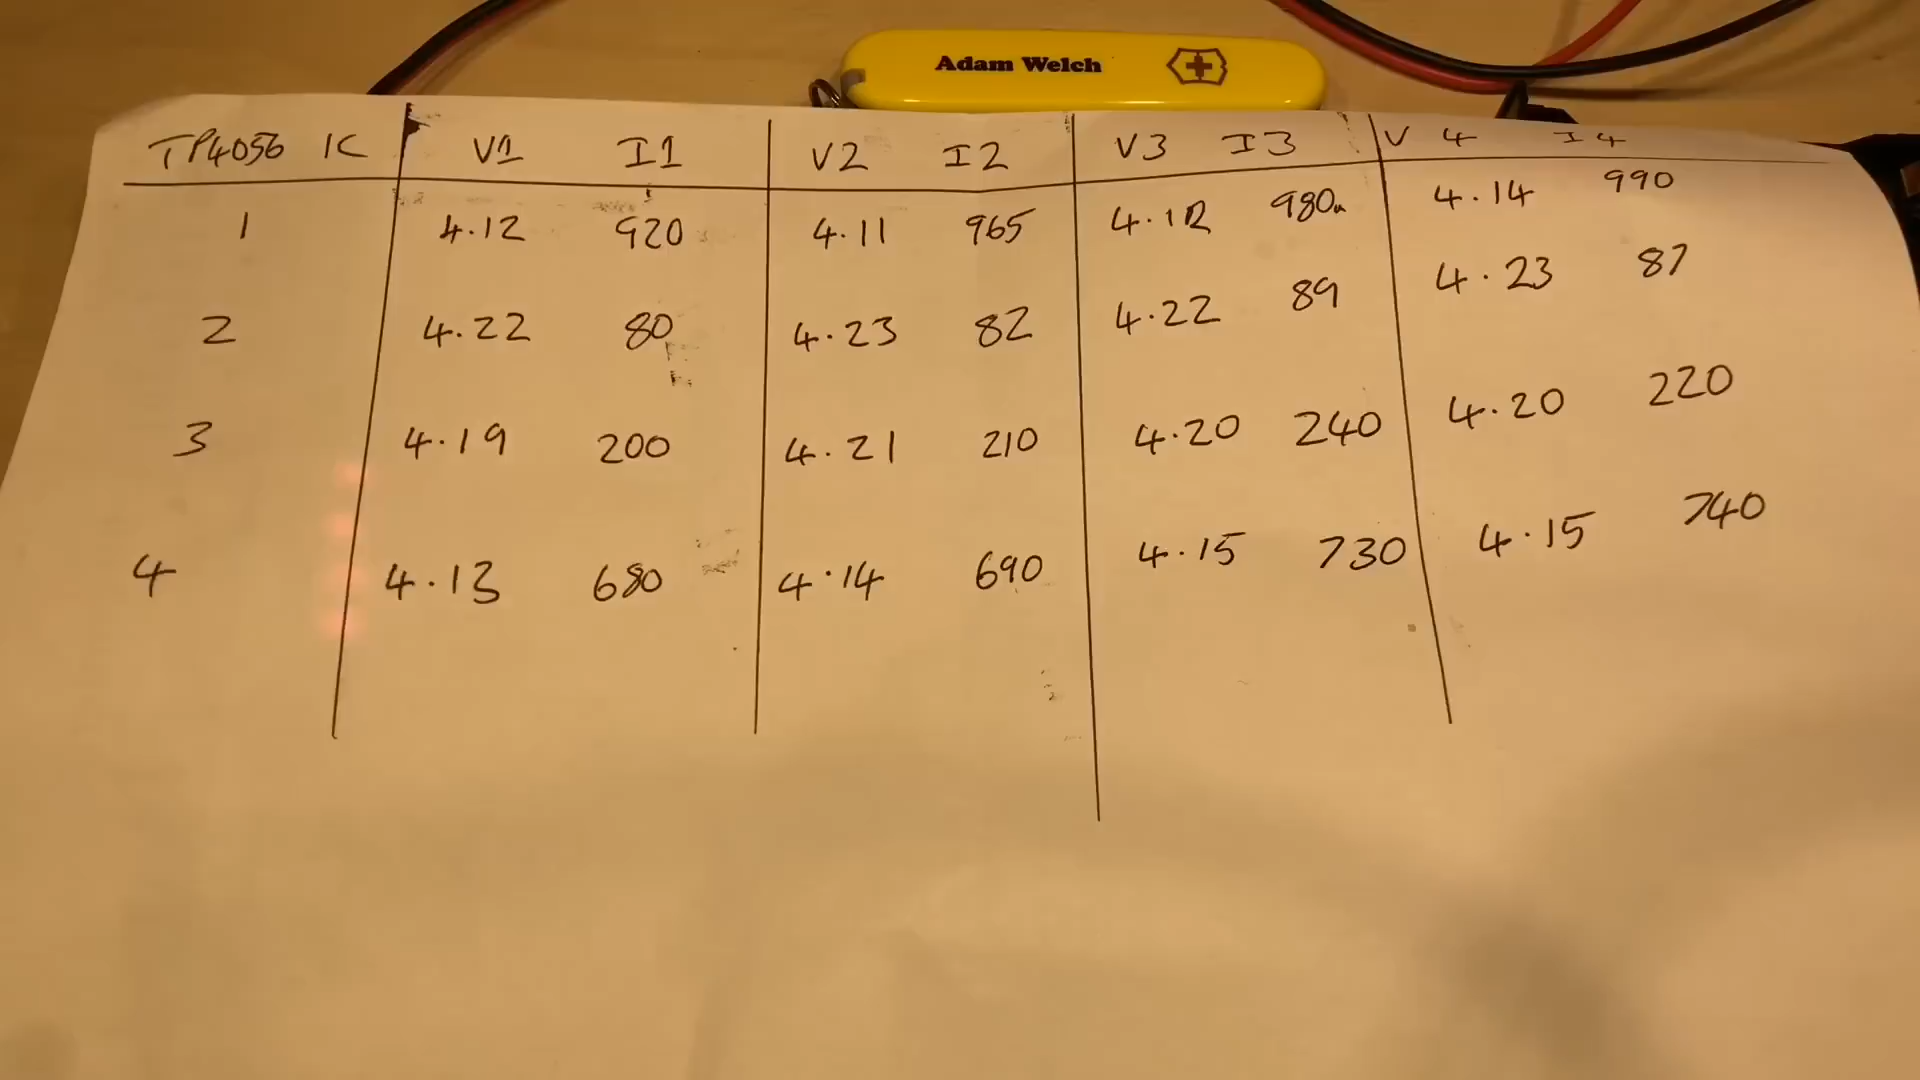 Adam Welch
TP4056 IC V1 I1 V2 I2 V3 I3 V 4 I4
1 4.12 920 4.11 965 4.12 980 4.14 990
2 4.22 80 4.23 82 4.22 89 4.23 87
3 4.19 200 4.21 210 4.20 240 4.20 220
4 4.13 680 4.14 690 4.15 730 4.15 740